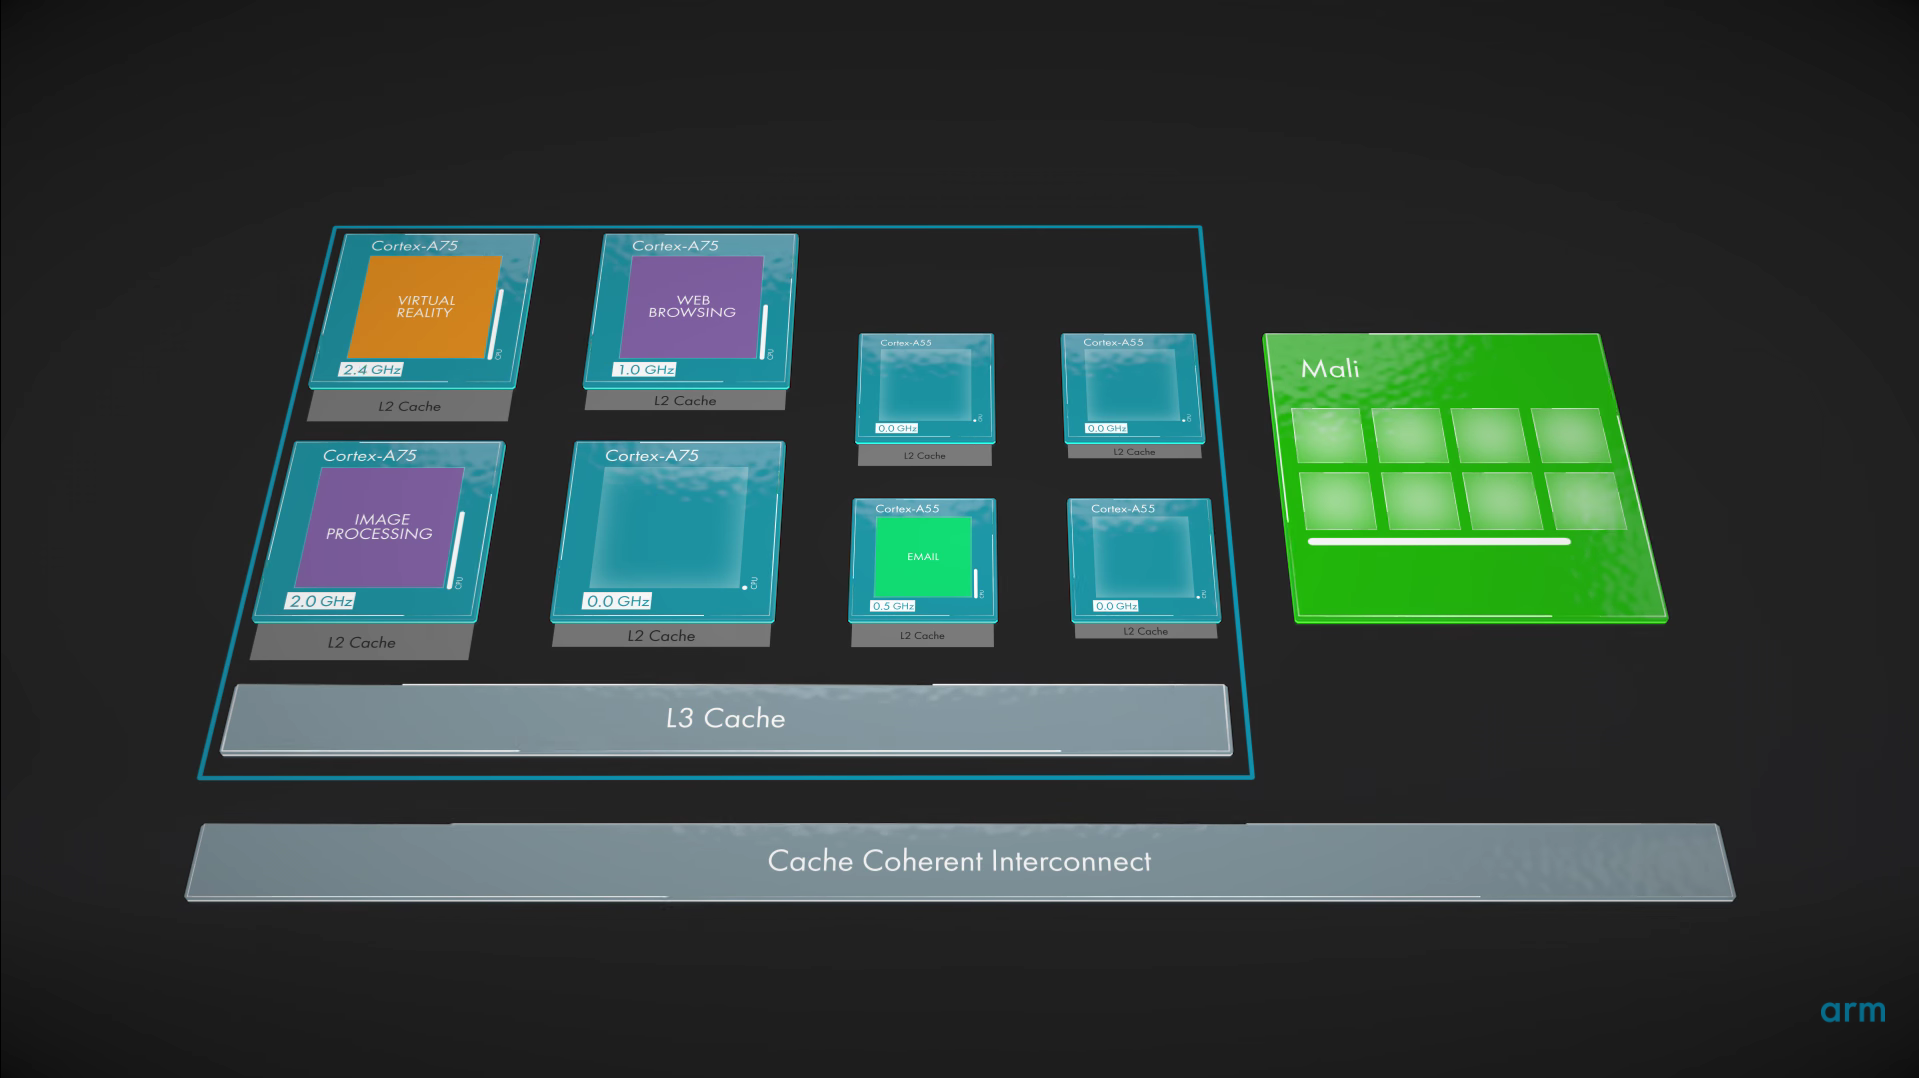 Cortex-A75
VIRTUAL
REALITY
CPU
2.4 GHz
L2 Cache
Cortex-A75
WEB
BROWSING
CPU
1.0 GHz
L2 Cache
Cortex-A55
CPU
0.0 GHz
L2 Cache
Cortex-A55
CPU
0.0 GHz
L2 Cache
Mali
Cortex-A75
IMAGE
PROCESSING
CPU
2.0 GHz
L2 Cache
Cortex-A75
CPU
0.0 GHz
L2 Cache
Cortex-A55
EMAIL
CPU
0.5 GHz
L2 Cache
Cortex-A55
CPU
0.0 GHz
L2 Cache
L3 Cache
Cache Coherent Interconnect
arm